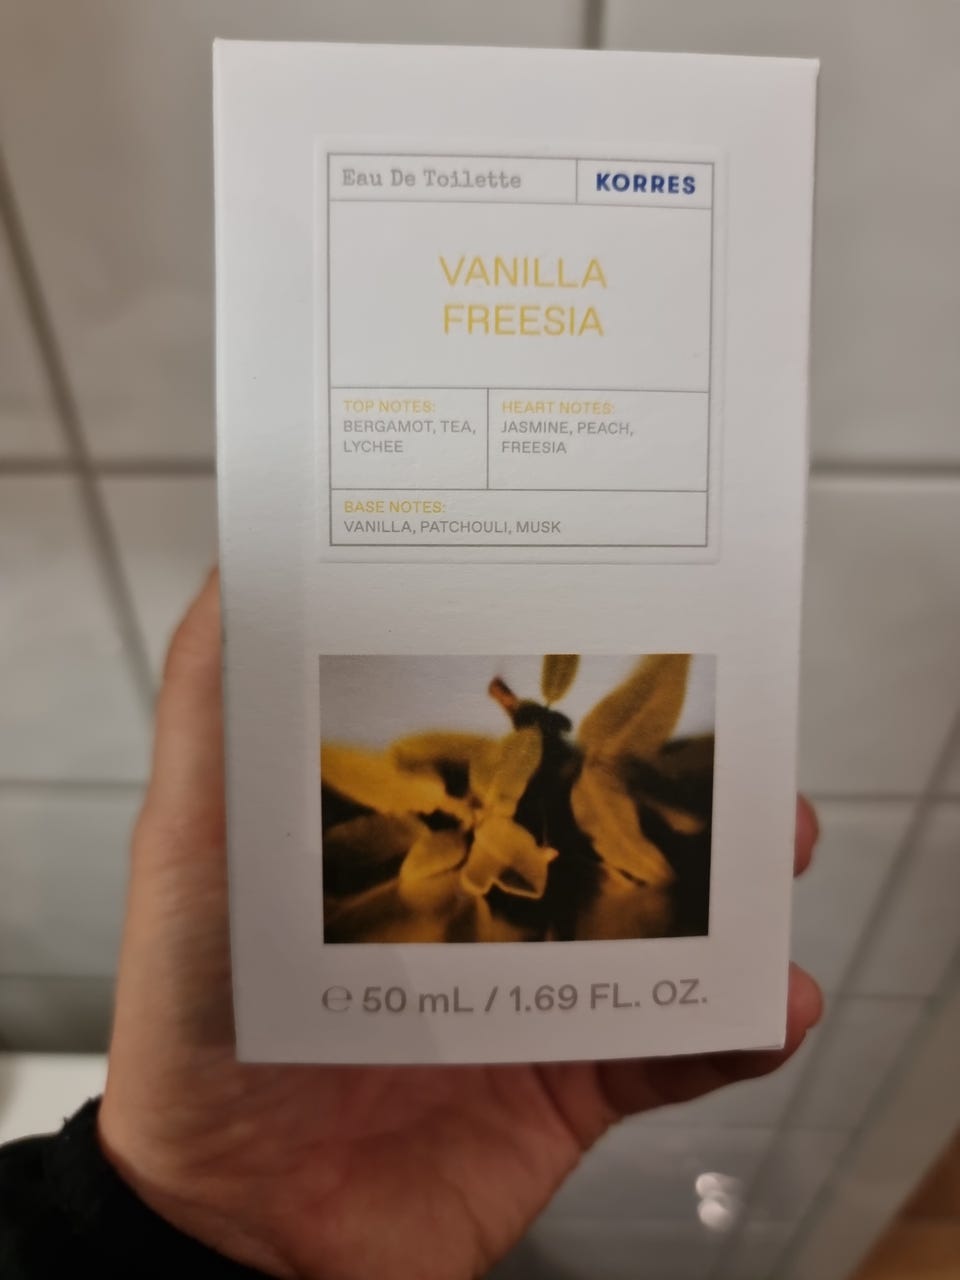 Eau De Toilette
KORRES
VANILLA
FREESIA
TOP NOTES:
BERGAMOT, TEA,
LYCHEE
HEART NOTES:
JASMINE, PEACH,
FREESIA
BASE NOTES:
VANILLA, PATCHOULI, MUSK
℮ 50 mL / 1.69 FL. OZ.